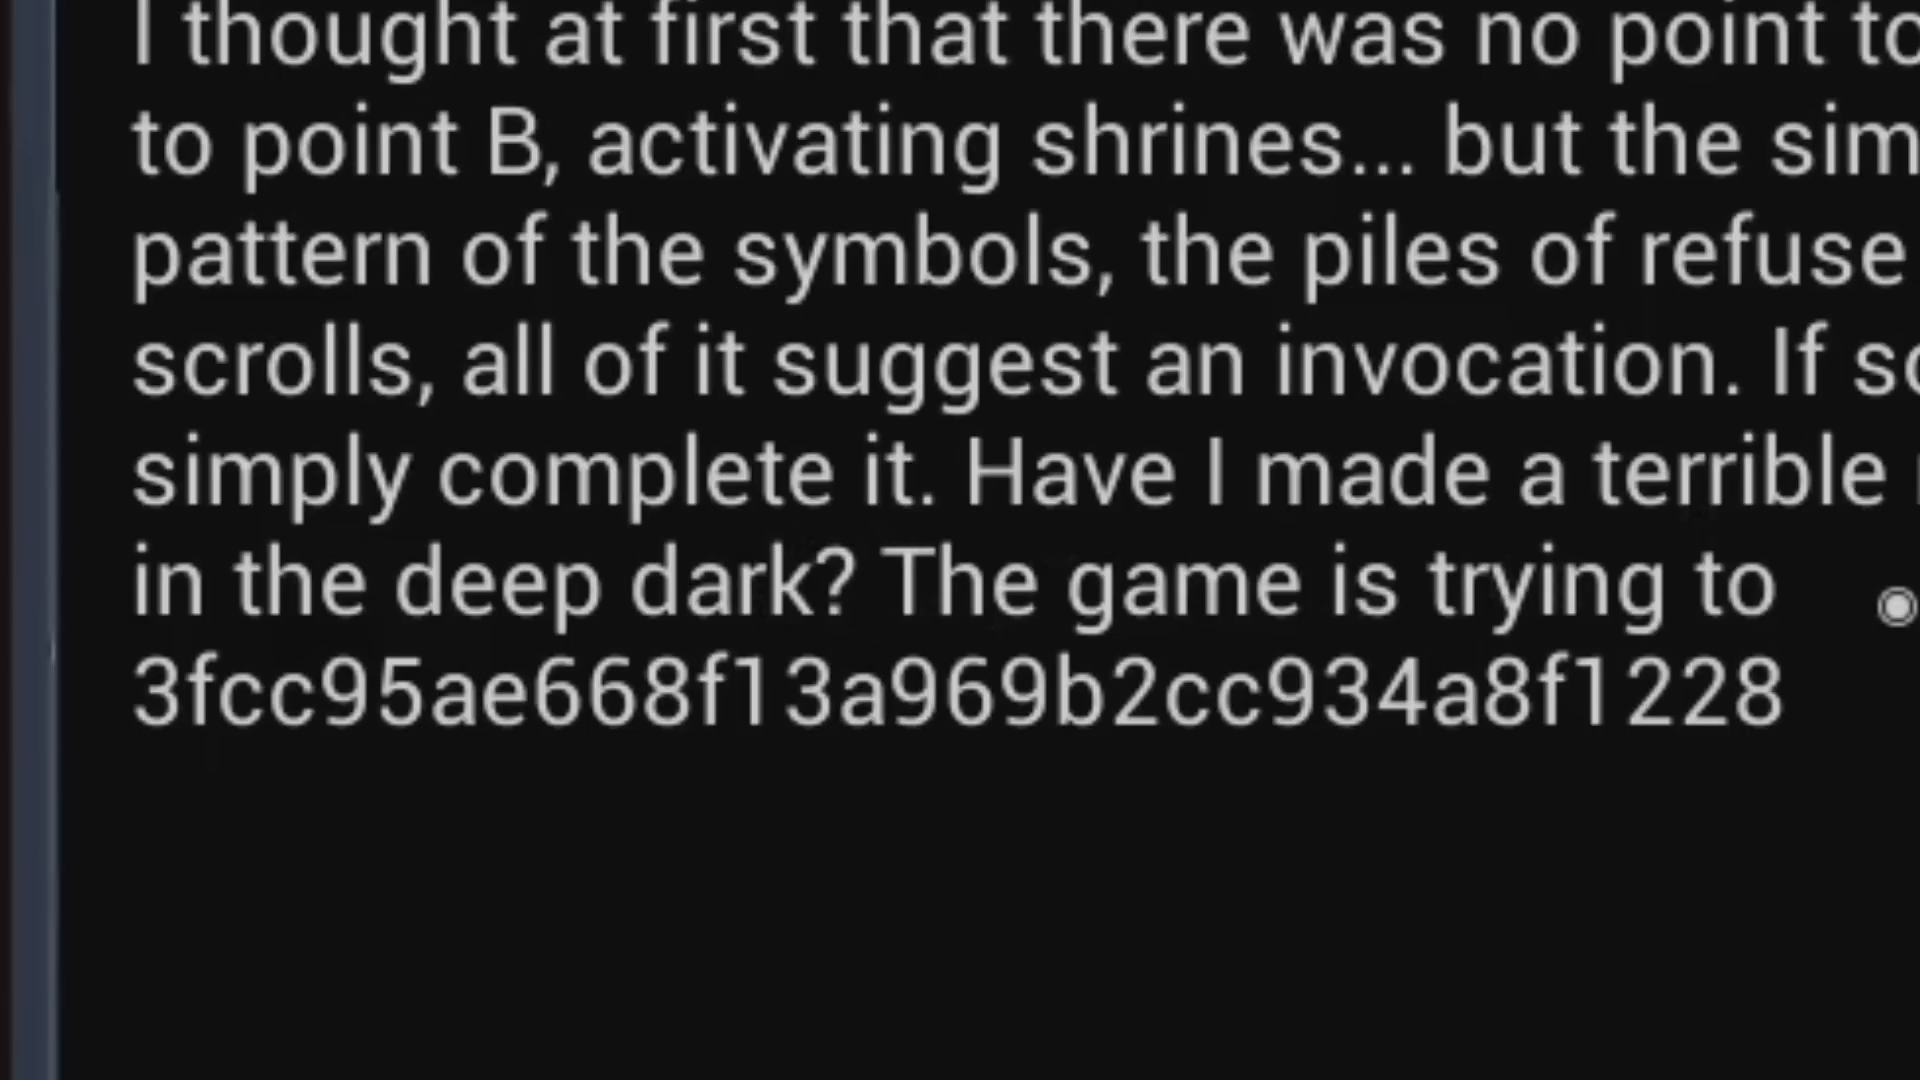 I thought at first that there was no point to
to point B, activating shrines... but the sim
pattern of the symbols, the piles of refuse
scrolls, all of it suggest an invocation. If so
simply complete it. Have I made a terrible
in the deep dark? The game is trying to
3fcc95ae668f13a969b2cc934a8f1228